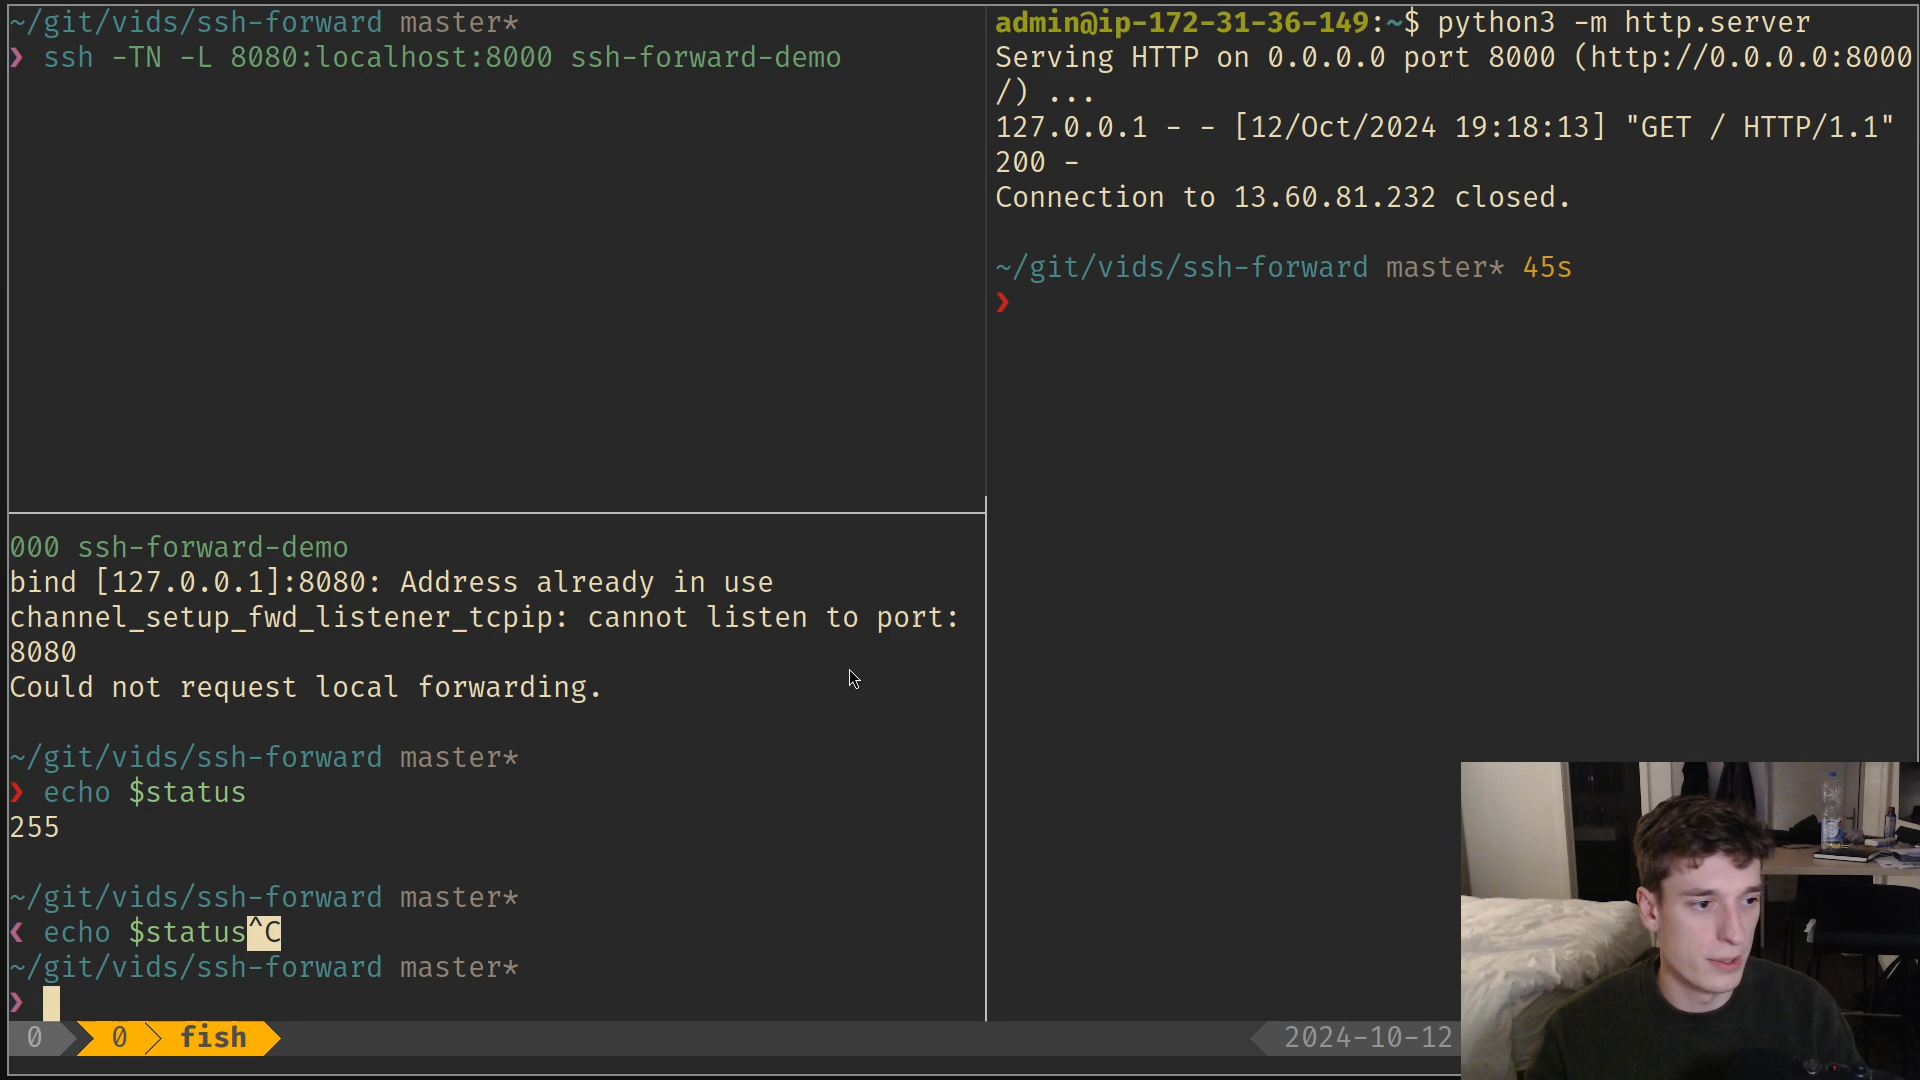 ~/git/vids/ssh-forward master*
❯ ssh -TN -L 8080:localhost:8000 ssh-forward-demo
000 ssh-forward-demo
bind [127.0.0.1]:8080: Address already in use
channel_setup_fwd_listener_tcpip: cannot listen to port:
8080
Could not request local forwarding.
~/git/vids/ssh-forward master*
❯ echo $status
255
~/git/vids/ssh-forward master*
❮ echo $status^C
~/git/vids/ssh-forward master*
❯
admin@ip-172-31-36-149:~$ python3 -m http.server
Serving HTTP on 0.0.0.0 port 8000 (http://0.0.0.0:8000
/) ...
127.0.0.1 - - [12/Oct/2024 19:18:13] "GET / HTTP/1.1"
200 -
Connection to 13.60.81.232 closed.
~/git/vids/ssh-forward master* 45s
❯
0 0 fish 2024-10-12